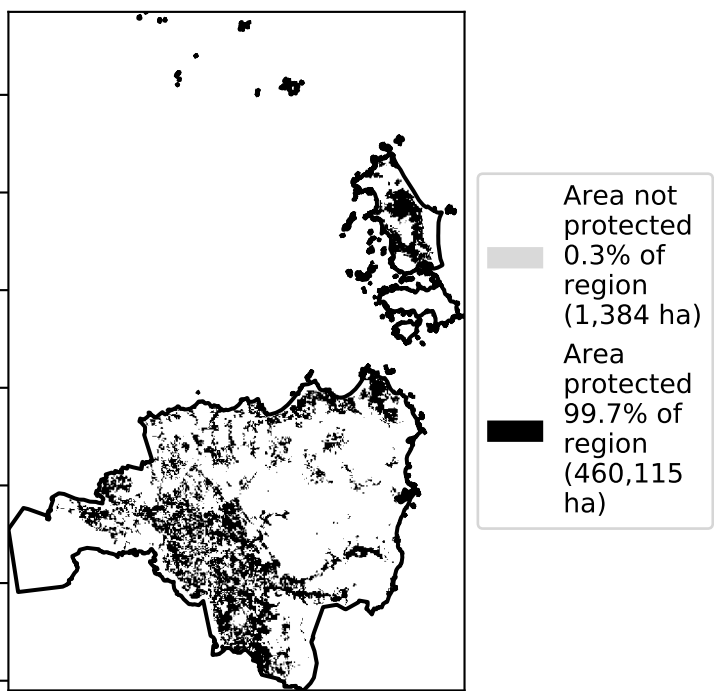 Area not
protected
0.3% of
region
(1,384 ha)
Area
protected
99.7% of
region
(460,115
ha)